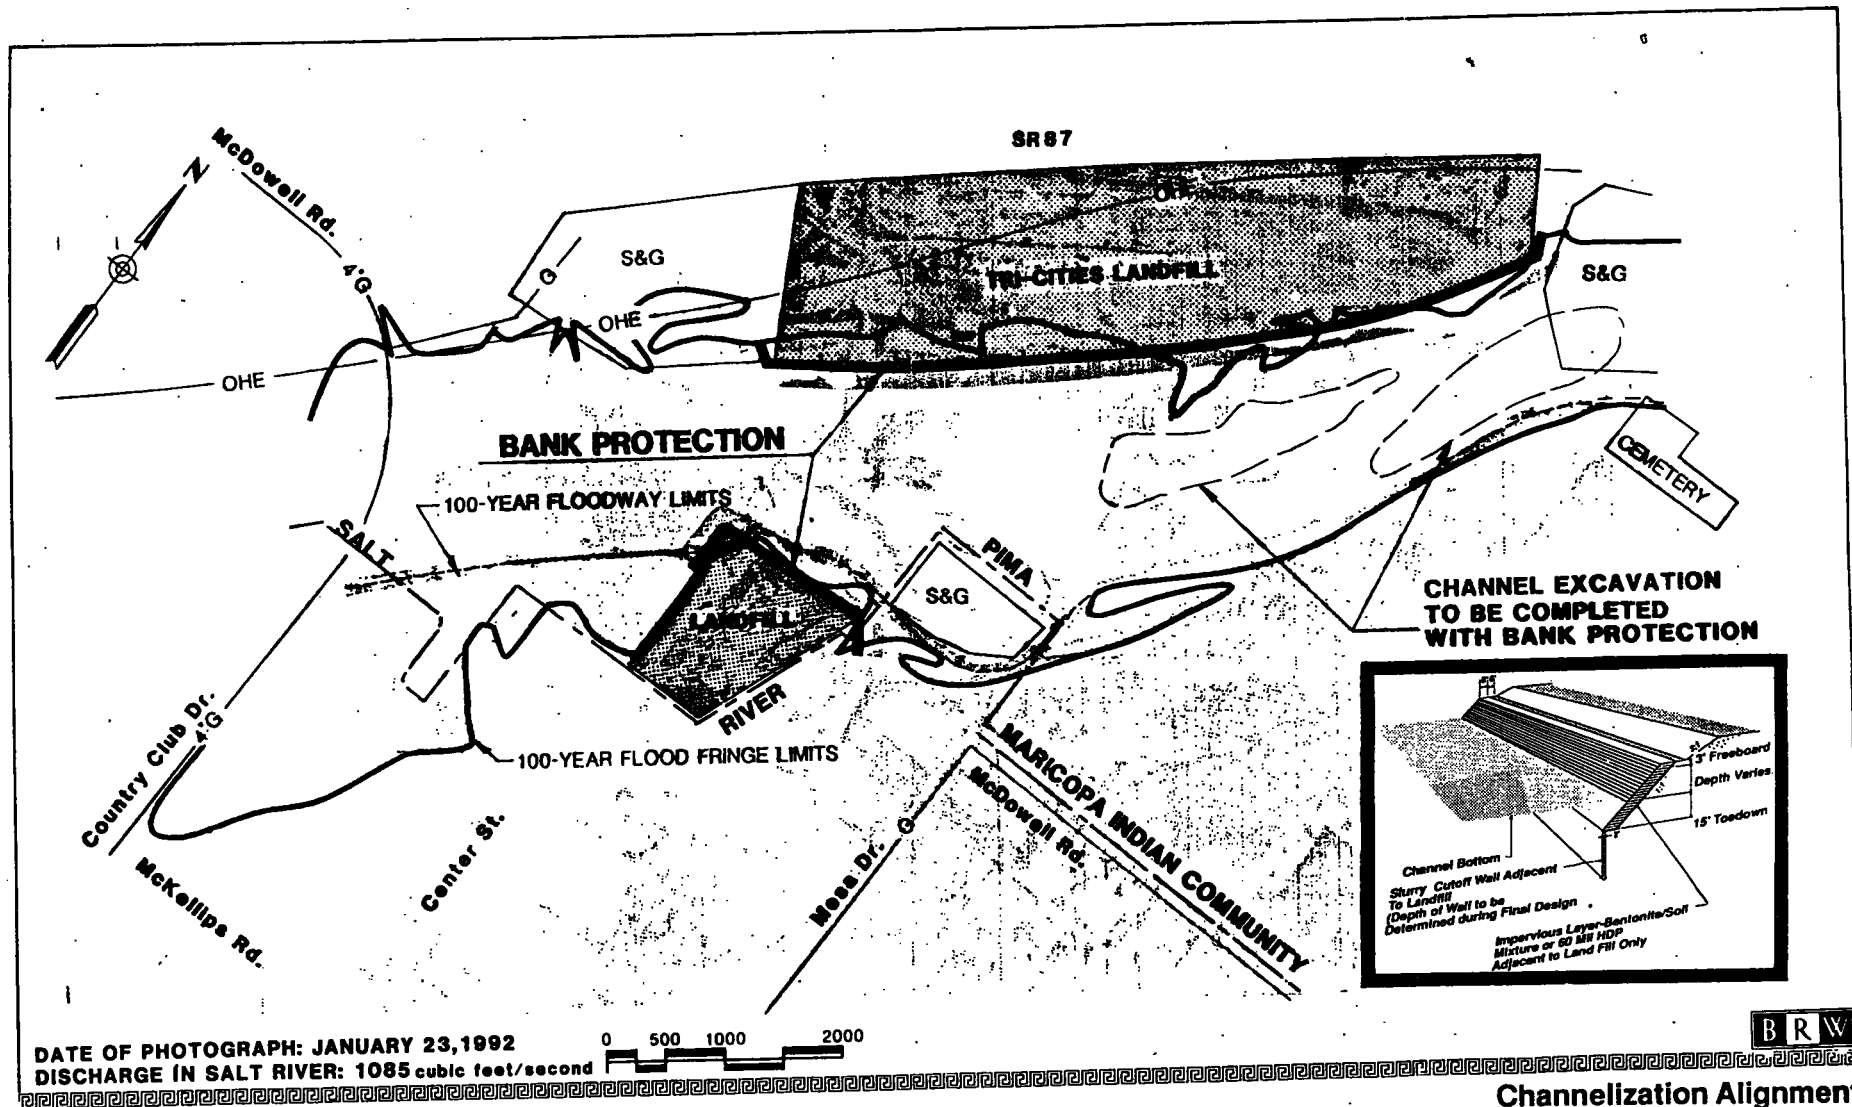 SR87
McDowell Rd.
N
4"G
S&G
G
OHE
TRI-CITIES LANDFILL
S&G
OHE
OHE
BANK PROTECTION
CEMETERY
100-YEAR FLOODWAY LIMITS
SALT
PIMA
S&G
LANDFILL
CHANNEL EXCAVATION
TO BE COMPLETED
WITH BANK PROTECTION
RIVER
Country Club Dr.
4"G
100-YEAR FLOOD FRINGE LIMITS
MARICOPA INDIAN COMMUNITY
McDowell Rd.
3' Freeboard
Depth Varies
15' Toedown
Channel Bottom
Slurry Cutoff Wall Adjacent
To Landfill
(Depth of Wall to be
Determined during Final Design
Impervious Layer-Bentonite/Soil
Mixture or 60 Mil HDP
Adjacent to Land Fill Only
McKellips Rd.
Center St.
Mesa Dr.
G
DATE OF PHOTOGRAPH: JANUARY 23,1992
DISCHARGE IN SALT RIVER: 1085 cubic feet/second
0 500 1000 2000
BRW
Channelization Alignment